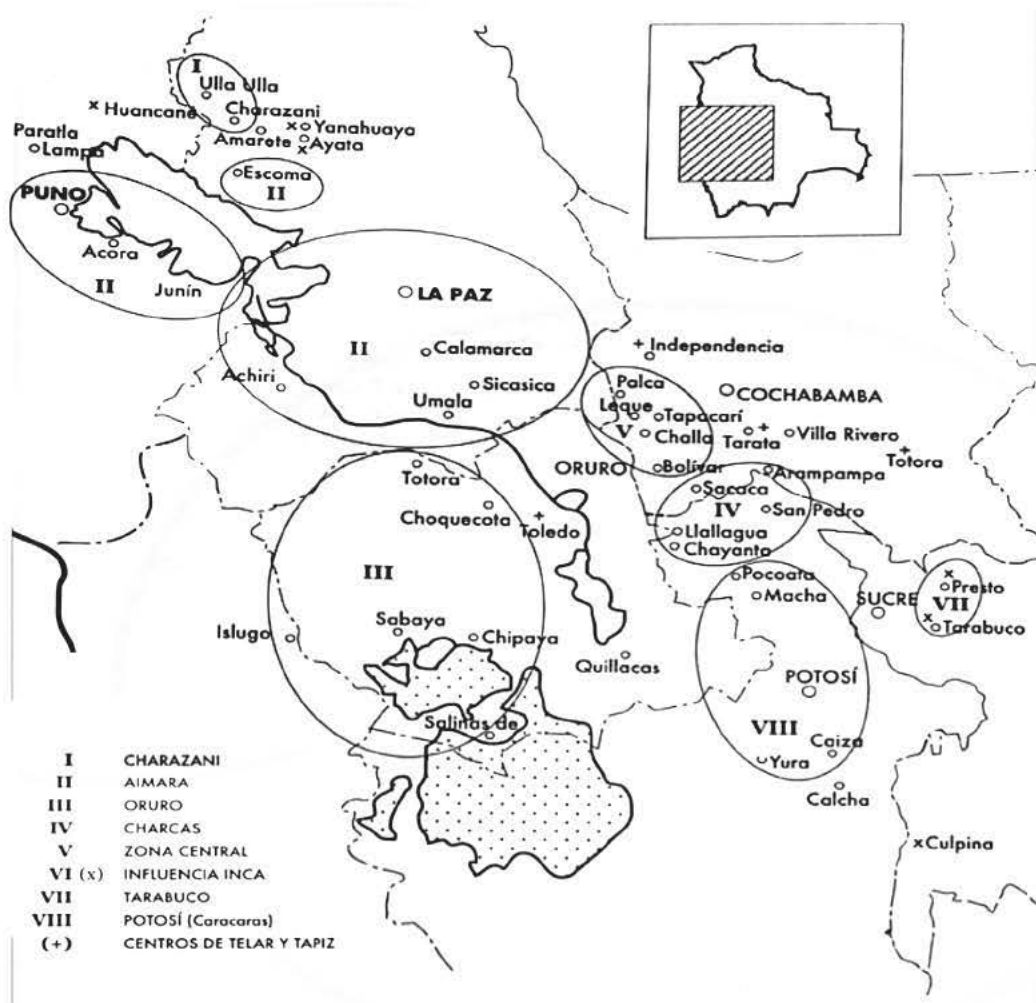 I
Ulla Ulla
x Huancané
Charazani
x Yanahuaya
Amarete
Ayata
x
Paratla
Lampa
Escoma
II
PUNO
Acora
II
Junín
LA PAZ
II
Calamarca
Achiri
Sicasica
Umala
+ Independencia
Palca
COCHABAMBA
Leque
Tapacarí
V
Challa
+
Tarata
Villa Rivero
+
Totora
ORURO
Bolívar
Arampampa
Totora
Sacaca
Choquecota
IV
San Pedro
+
Toledo
Llallagua
Chayanta
III
Pocoata
x
Presto
Macha
SUCRE
VII
x
Tarabuco
Islugo
Sabaya
Chipaya
Quillacas
POTOSÍ
Salinas de
VIII
Caiza
Yura
Calcha
x Culpina
I CHARAZANI
II AIMARA
III ORURO
IV CHARCAS
V ZONA CENTRAL
VI (x) INFLUENCIA INCA
VII TARABUCO
VIII POTOSÍ (Caracaras)
(+) CENTROS DE TELAR Y TAPIZ